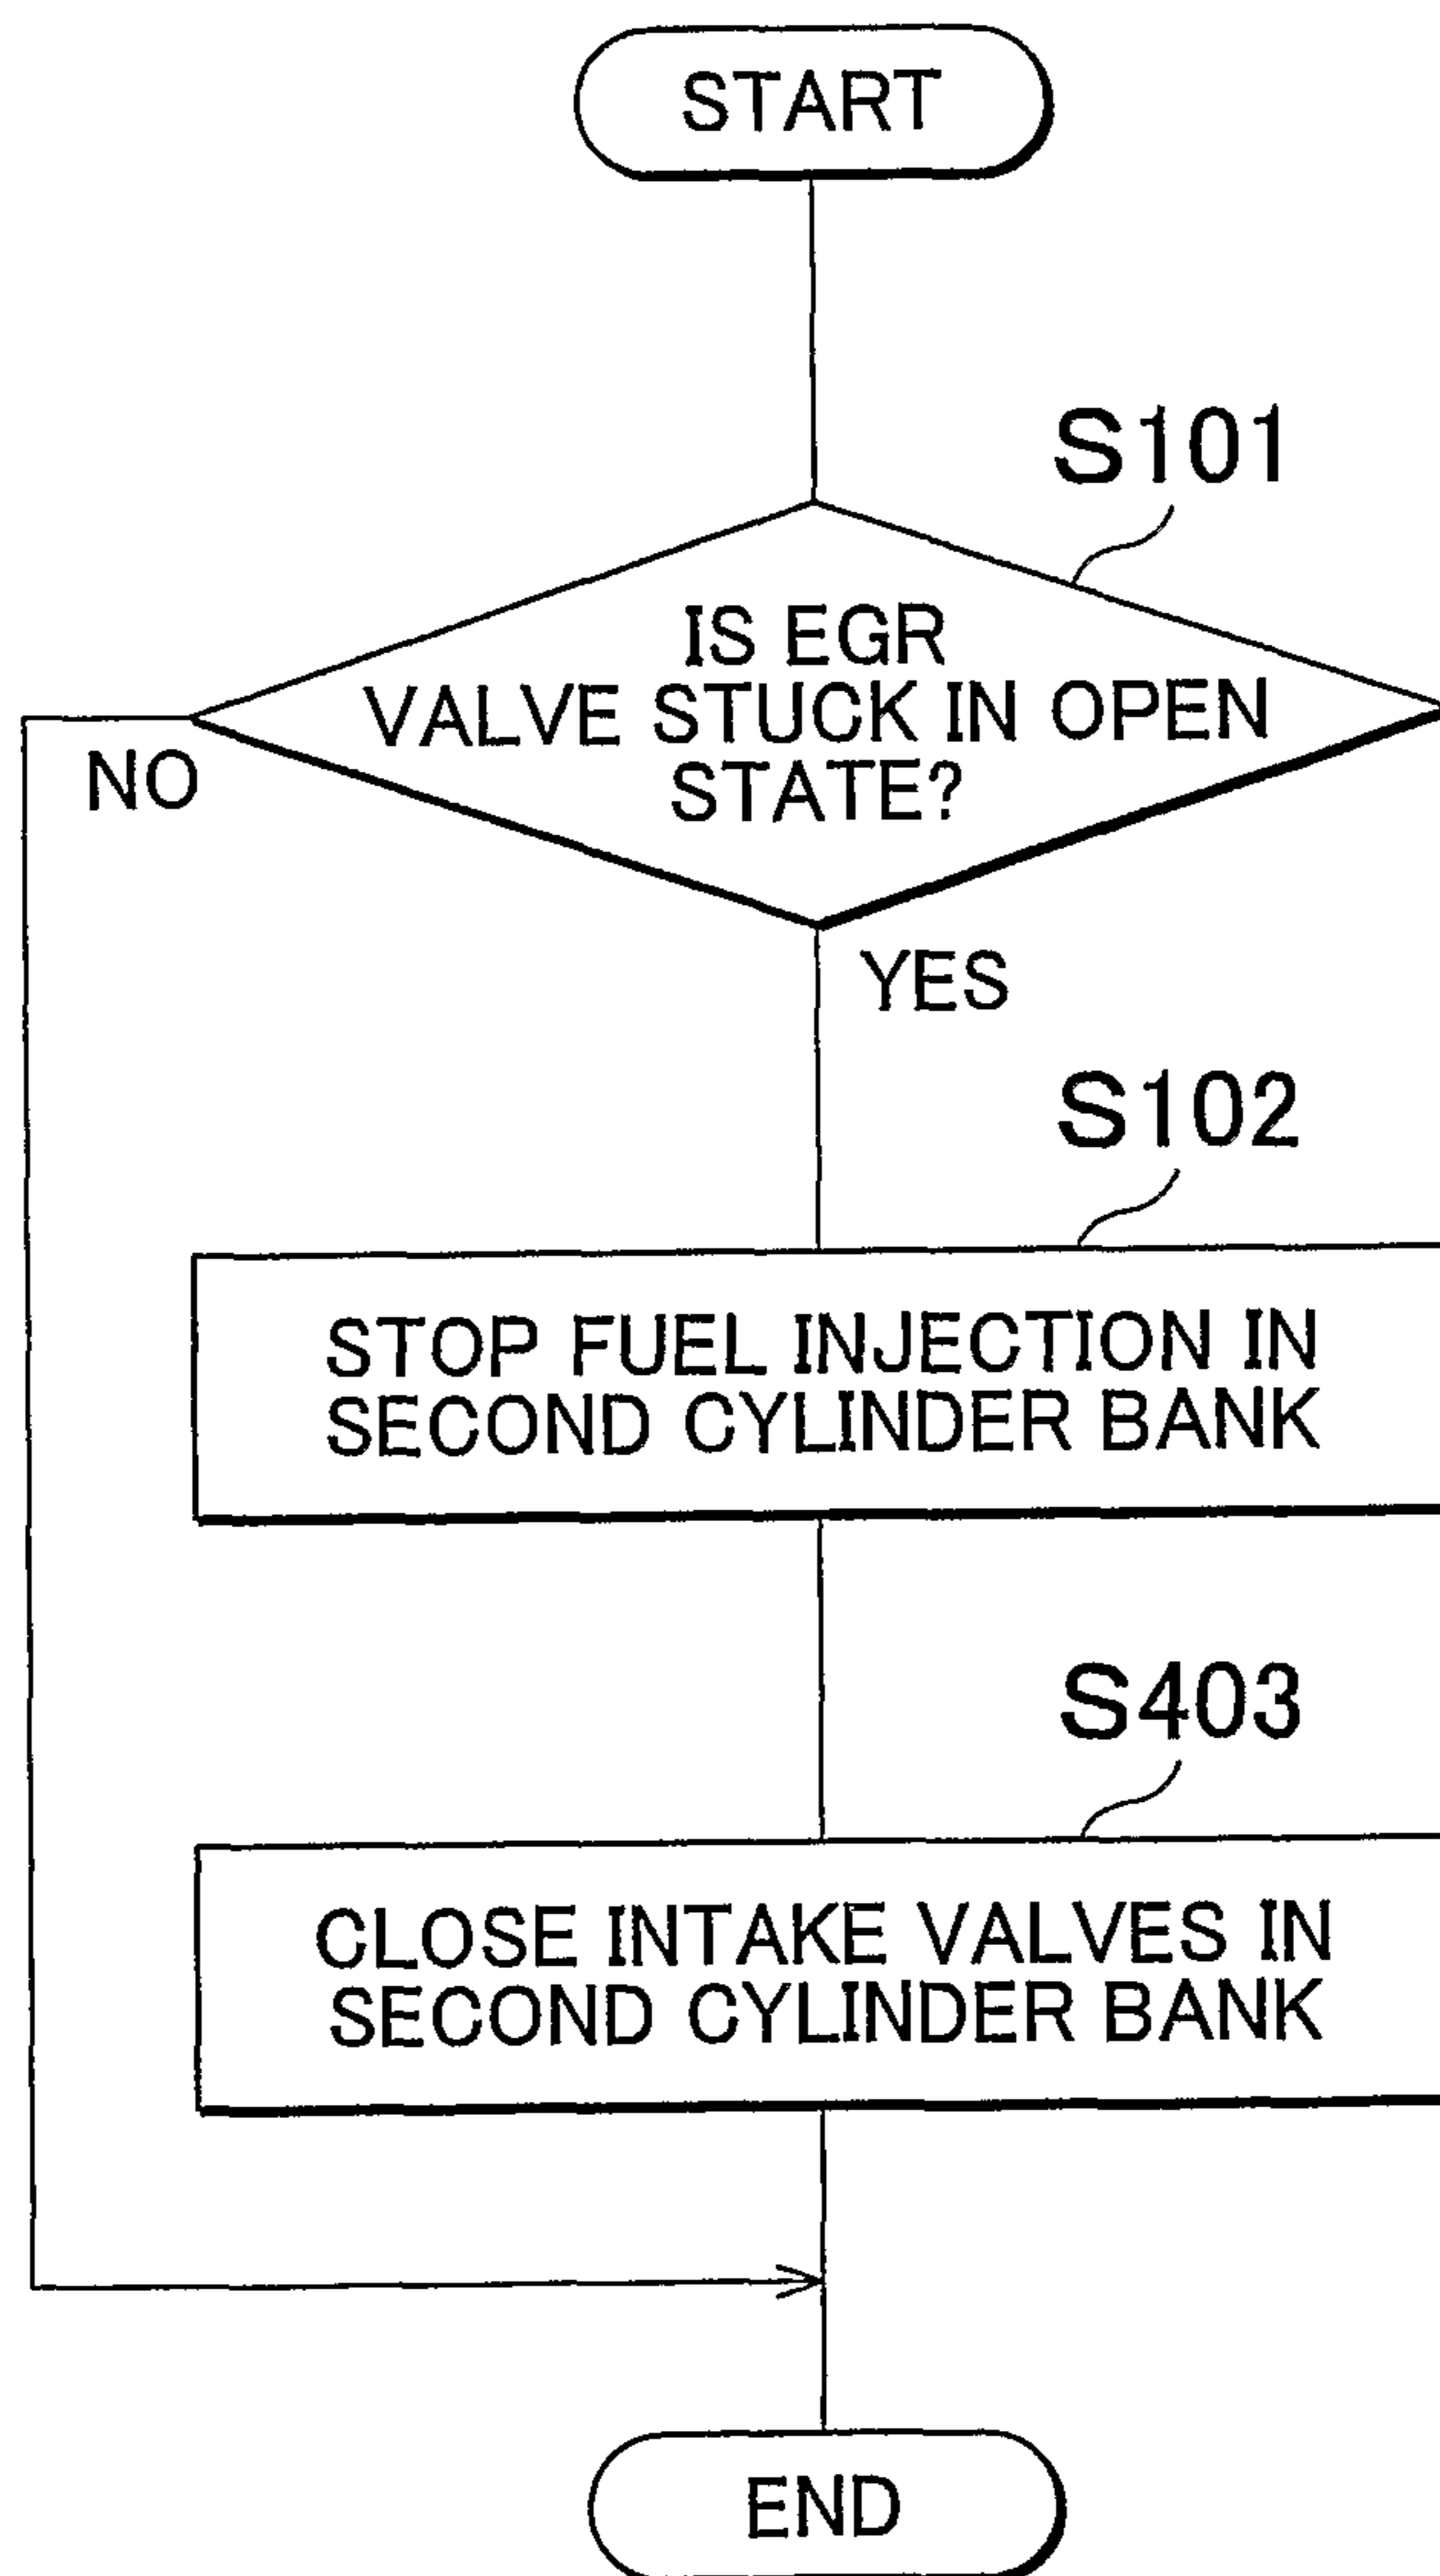 START
S101
IS EGR
VALVE STUCK IN OPEN
STATE?
NO
YES
S102
STOP FUEL INJECTION IN
SECOND CYLINDER BANK
S403
CLOSE INTAKE VALVES IN
SECOND CYLINDER BANK
END